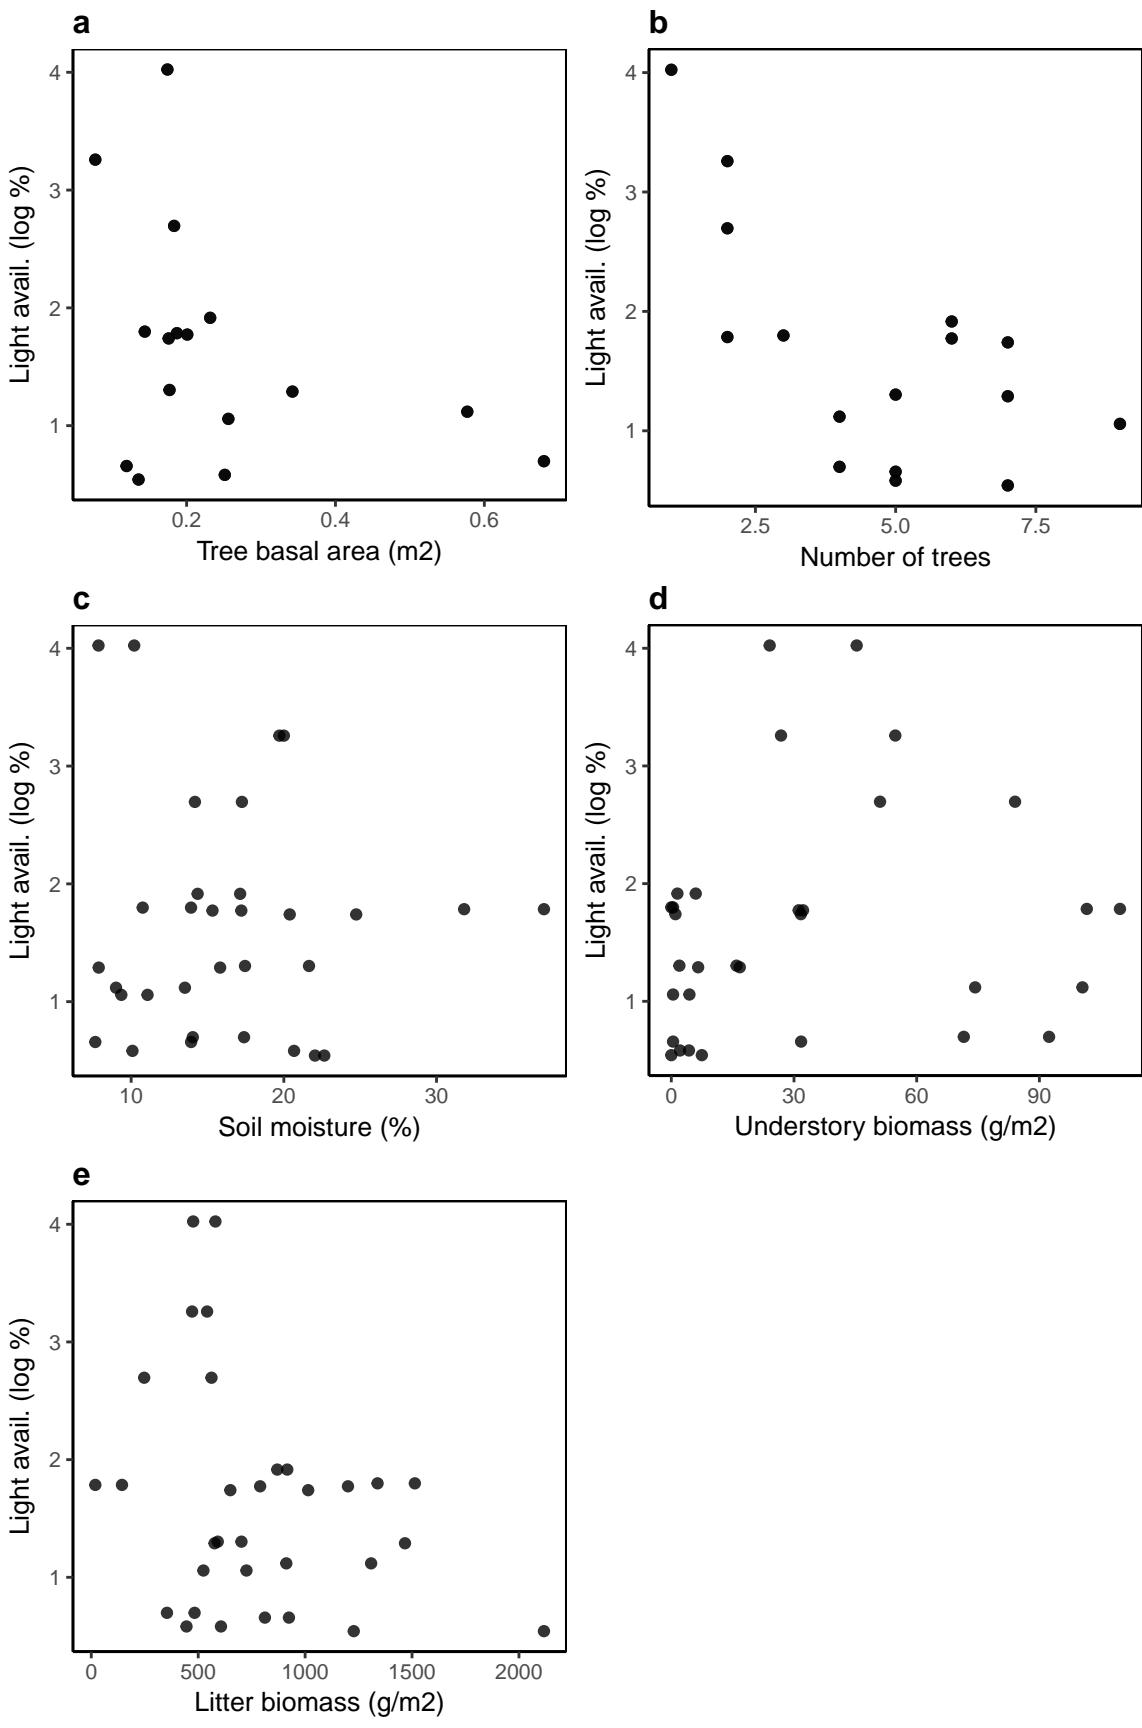 a
Light avail. (log %)
4
3
2
1
0.2 0.4 0.6
Tree basal area (m2)
b
Light avail. (log %)
4
3
2
1
2.5 5.0 7.5
Number of trees
c
Light avail. (log %)
4
3
2
1
10 20 30
Soil moisture (%)
d
Light avail. (log %)
4
3
2
1
0 30 60 90
Understory biomass (g/m2)
e
Light avail. (log %)
4
3
2
1
0 500 1000 1500 2000
Litter biomass (g/m2)